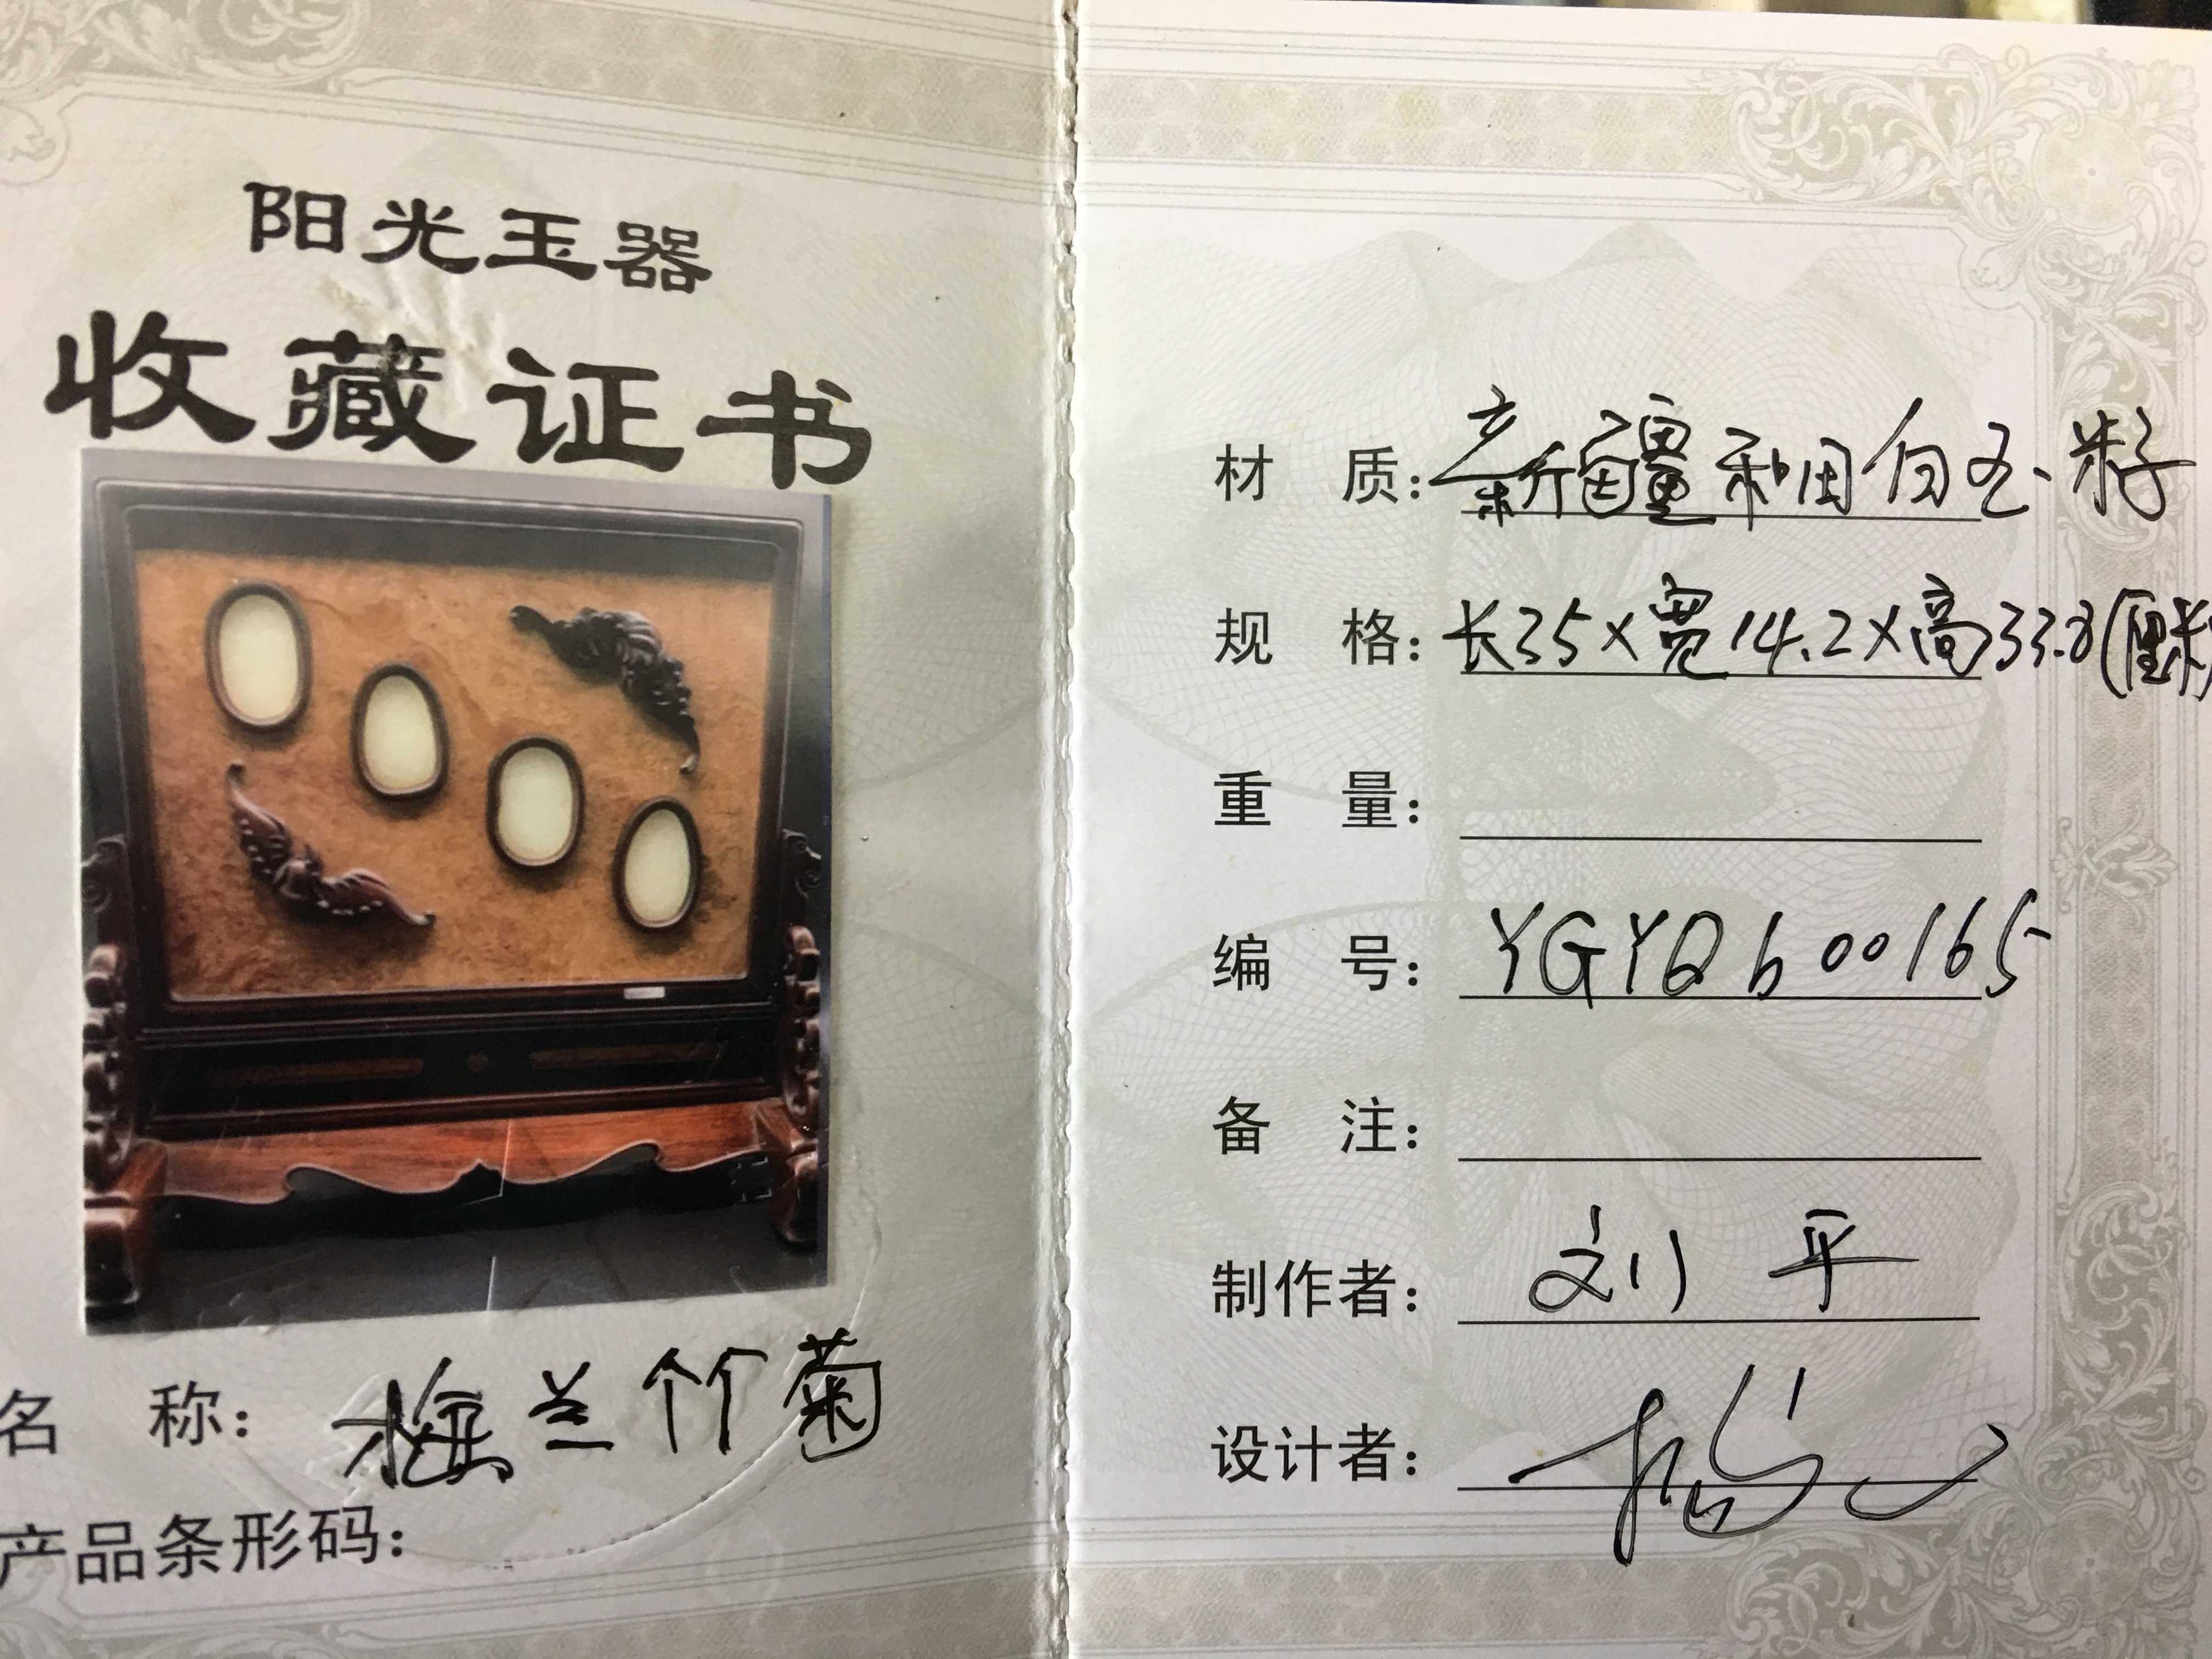 阳光玉器
收藏证书
名 称: 梅兰竹菊
产品条形码:
材 质: 新疆和田白玉籽
规 格: 长35×宽14.2×高33.8(厘米)
重 量:
编 号: YGYQb00165
备 注:
制作者: 刘平
设计者: